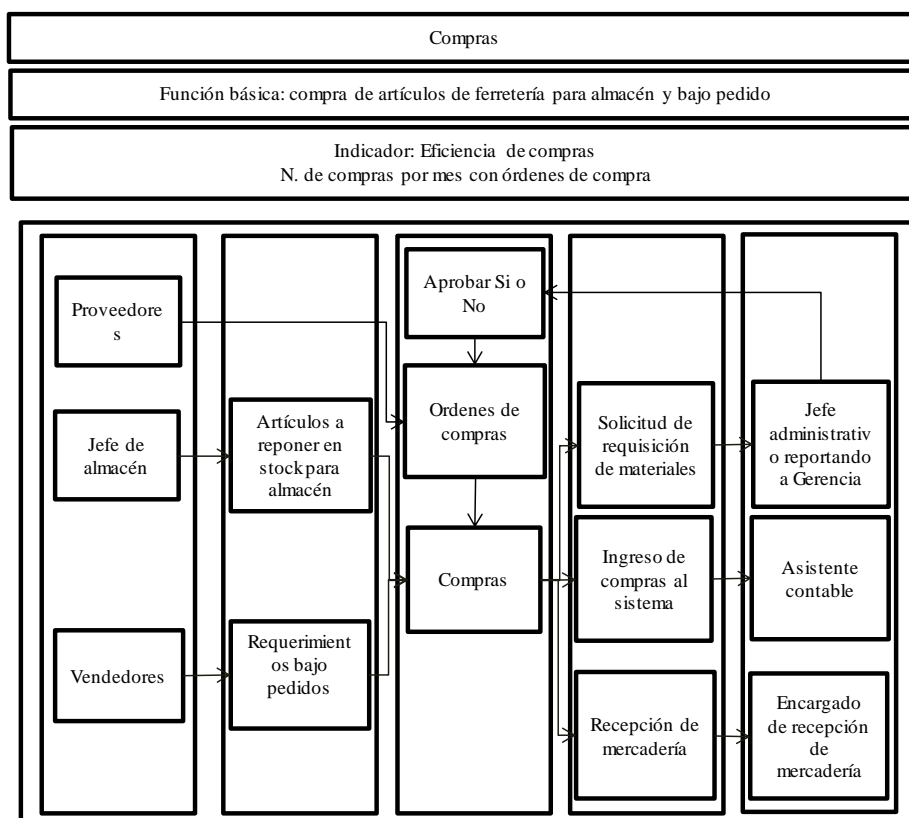 Compras
Función básica: compra de artículos de ferretería para almacén y bajo pedido
Indicador: Eficiencia de compras
N. de compras por mes con órdenes de compra
Proveedore
s
Jefe de
almacén
Vendedores
Artículos a
reponer en
stock para
almacén
Requerimient
os bajo
pedidos
Aprobar Si o
No
Ordenes de
compras
Compras
Solicitud de
requisición
de materiales
Ingreso de
compras al
sistema
Recepción de
mercadería
Jefe
administrativ
o reportando
a Gerencia
Asistente
contable
Encargado
de recepción
de
mercadería